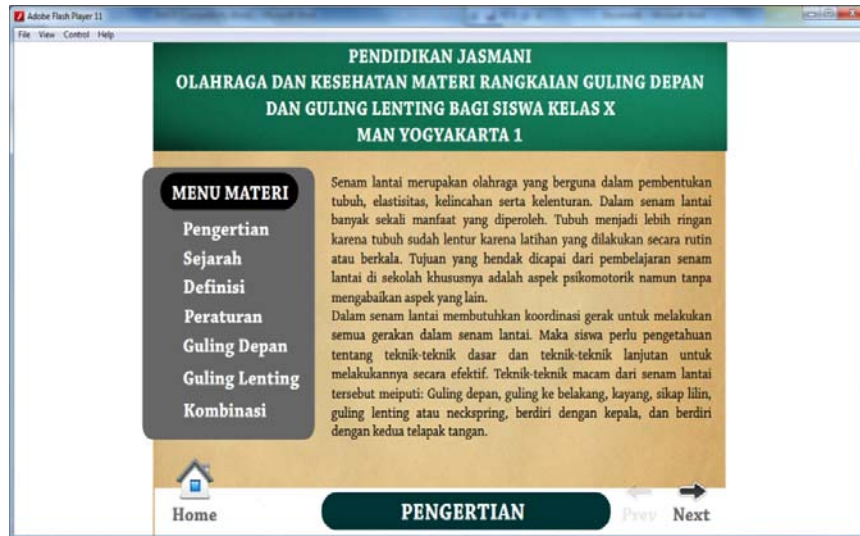 Adobe Flash Player 11
File View Control Help
PENDIDIKAN JASMANI
OLAHRAGA DAN KESEHATAN MATERI RANGKAIAN GULING DEPAN
DAN GULING LENTING BAGI SISWA KELAS X
MAN YOGYAKARTA 1
MENU MATERI
Pengertian
Sejarah
Definisi
Peraturan
Guling Depan
Guling Lenting
Kombinasi
Senam lantai merupakan olahraga yang berguna dalam pembentukan
tubuh, elastisitas, kelincahan serta kelenturan. Dalam senam lantai
banyak sekali manfaat yang diperoleh. Tubuh menjadi lebih ringan
karena tubuh sudah lentur karena latihan yang dilakukan secara rutin
atau berkala. Tujuan yang hendak dicapai dari pembelajaran senam
lantai di sekolah khususnya adalah aspek psikomotorik namun tanpa
mengabaikan aspek yang lain.
Dalam senam lantai membutuhkan koordinasi gerak untuk melakukan
semua gerakan dalam senam lantai. Maka siswa perlu pengetahuan
tentang teknik-teknik dasar dan teknik-teknik lanjutan untuk
melakukannya secara efektif. Teknik-teknik macam dari senam lantai
tersebut meiputi: Guling depan, guling ke belakang, kayang, sikap lilin,
guling lenting atau neckspring, berdiri dengan kepala, dan berdiri
dengan kedua telapak tangan.
Home
PENGERTIAN
Prev Next